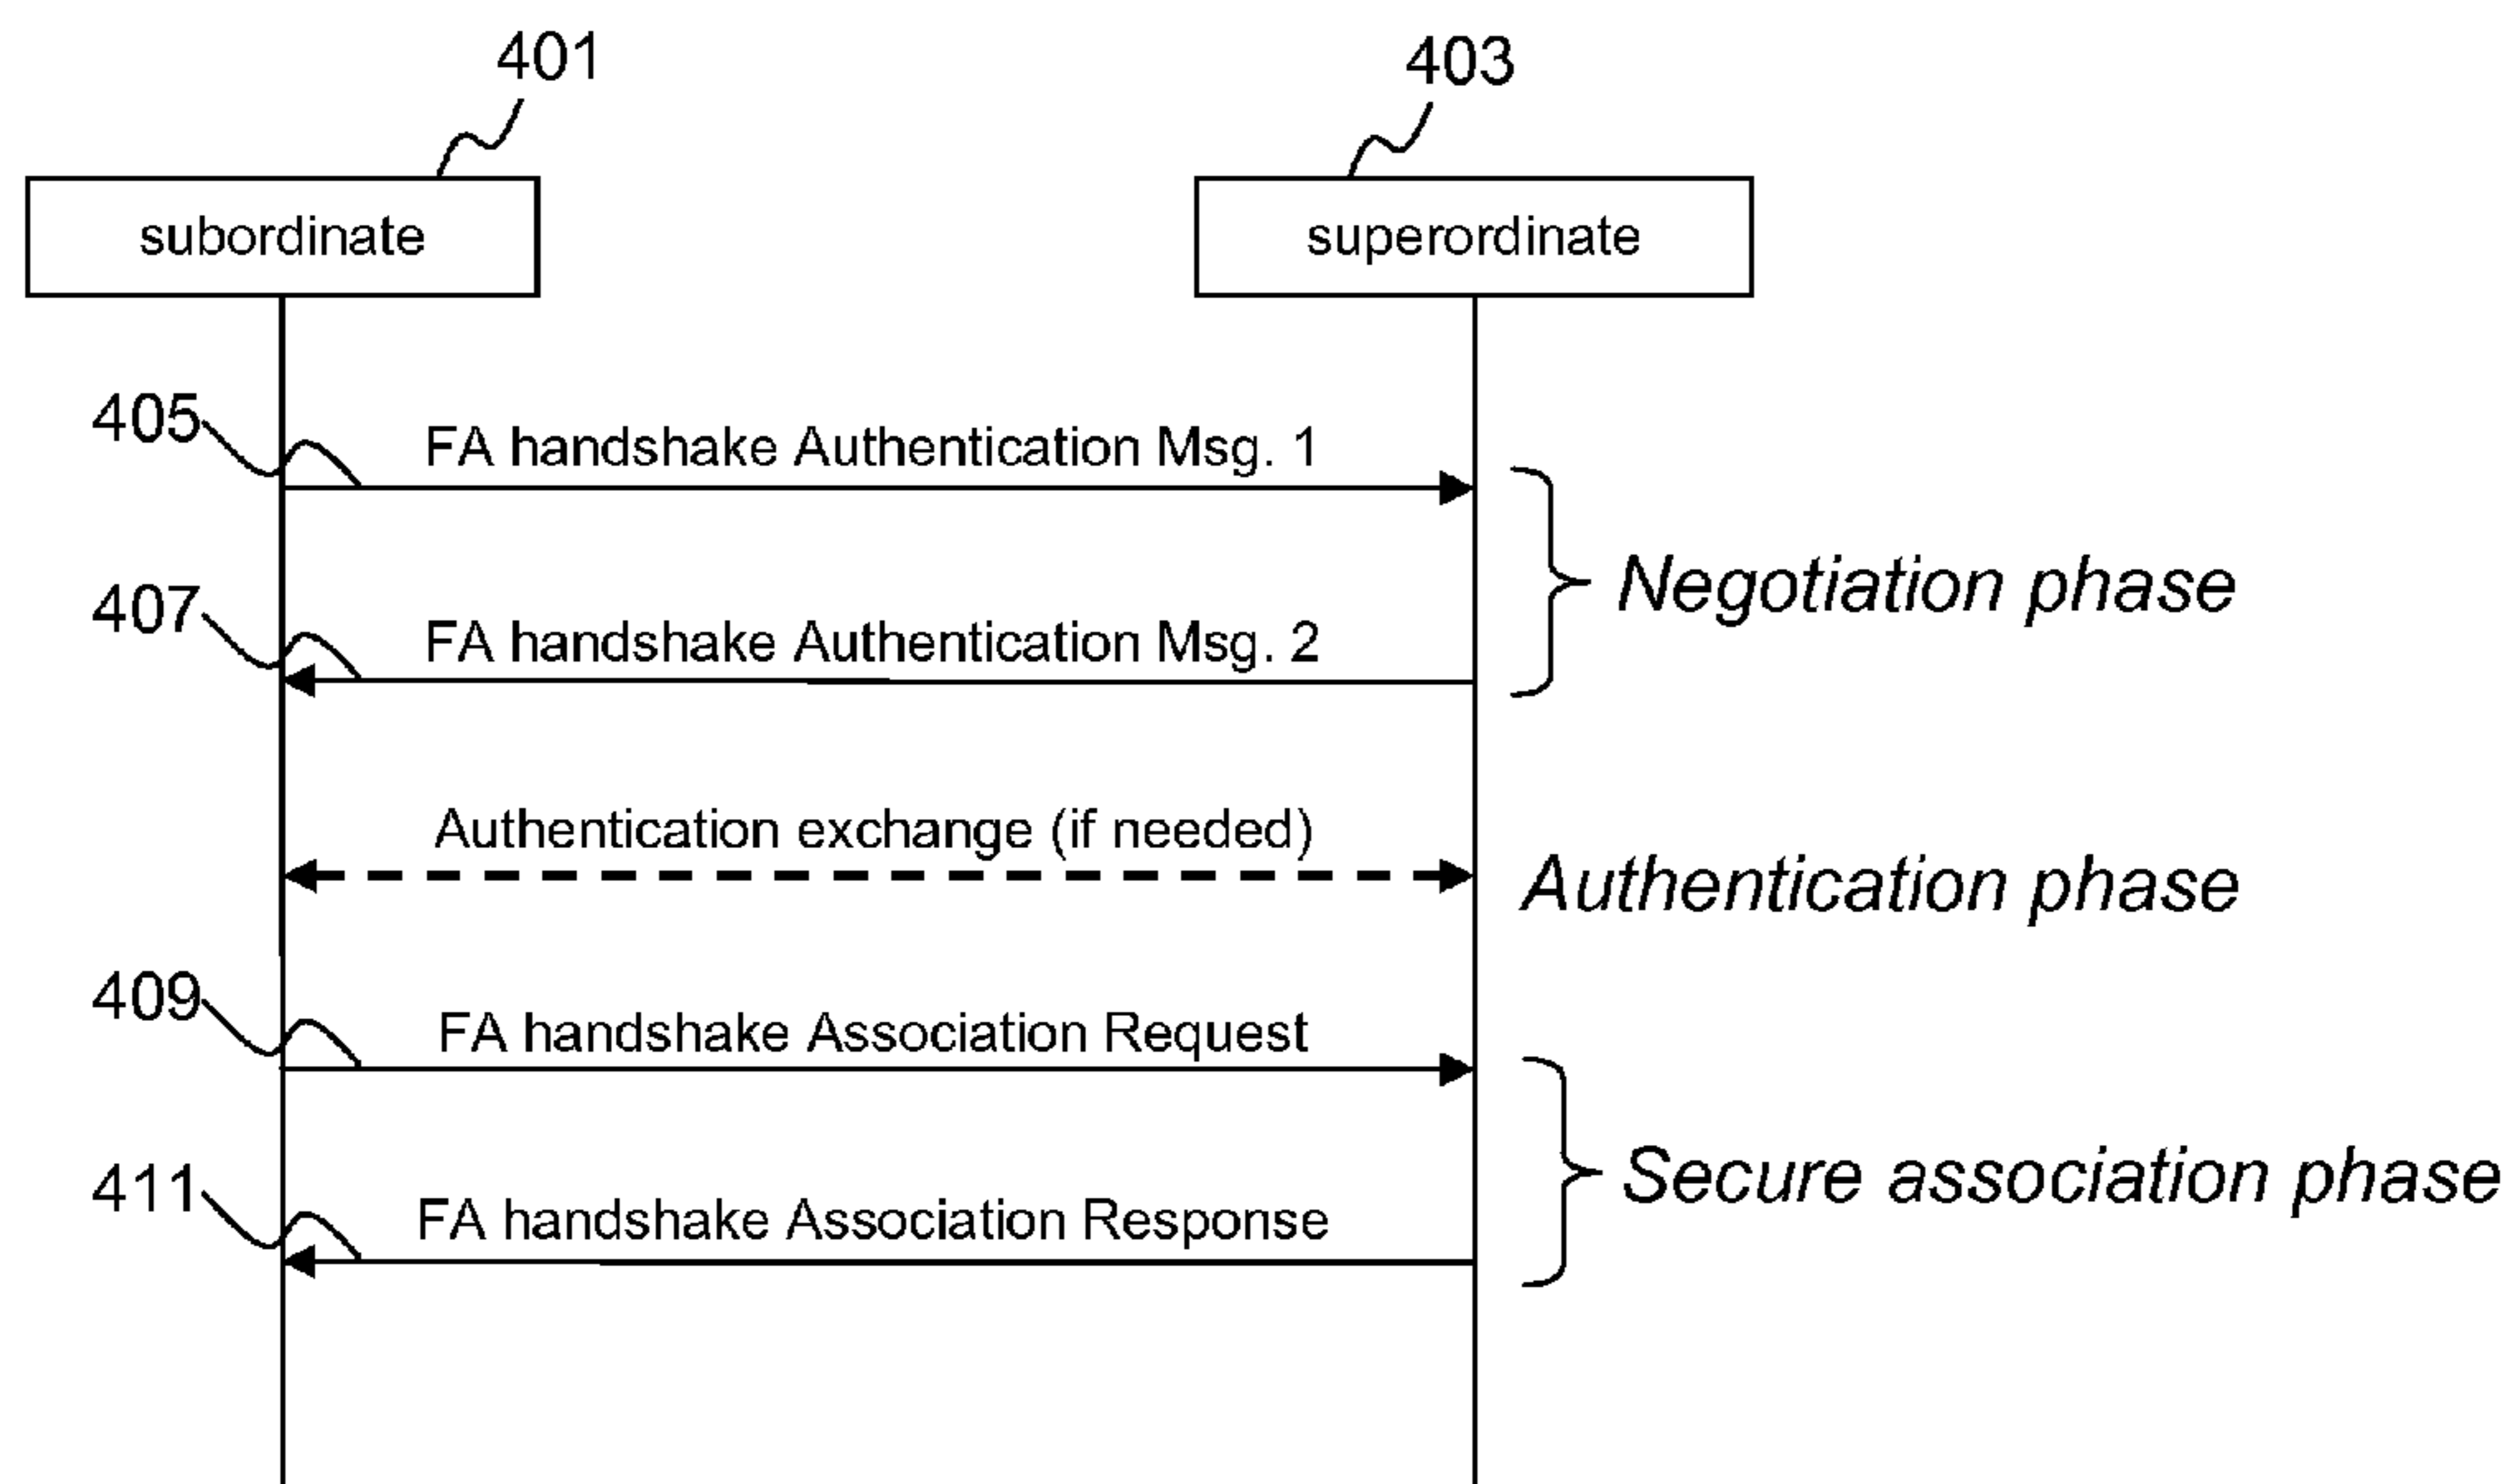 401
403
subordinate
superordinate
405
FA handshake Authentication Msg. 1
Negotiation phase
407
FA handshake Authentication Msg. 2
Authentication exchange (if needed)
Authentication phase
409
FA handshake Association Request
Secure association phase
411
FA handshake Association Response